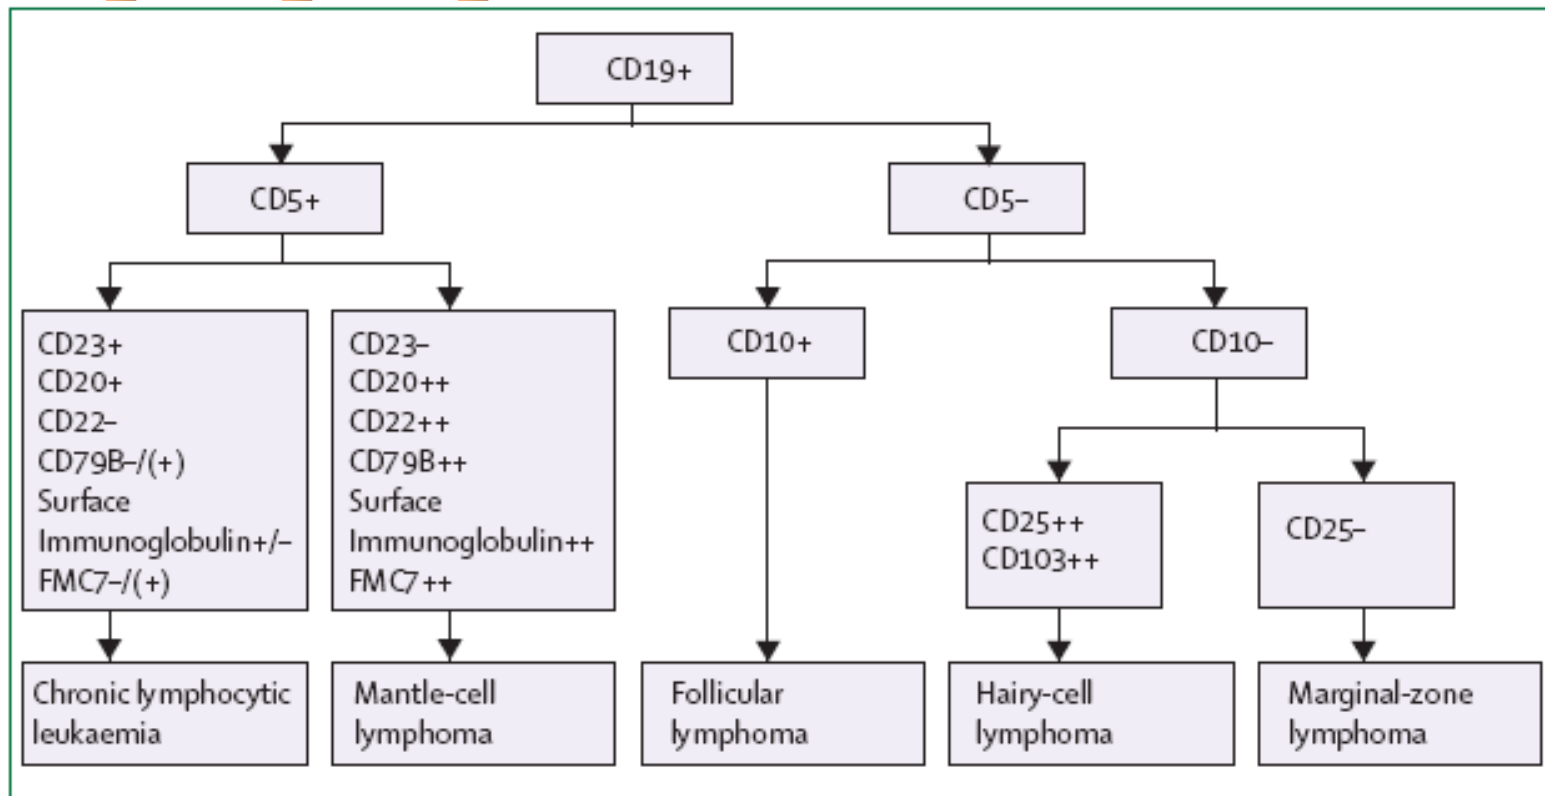 CD19+
CD5+
CD5–
CD23+
CD20+
CD22–
CD79B–/(+)
Surface
Immunoglobulin+/–
FMC7–/(+)
CD23–
CD20++
CD22++
CD79B++
Surface
Immunoglobulin++
FMC7++
CD10+
CD10–
CD25++
CD103++
CD25–
Chronic lymphocytic
leukaemia
Mantle-cell
lymphoma
Follicular
lymphoma
Hairy-cell
lymphoma
Marginal-zone
lymphoma